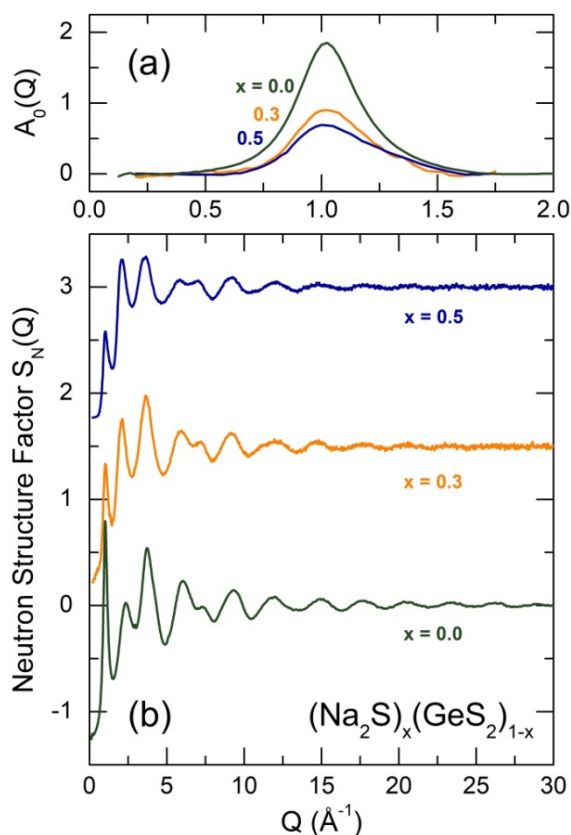 2
1
0
A₀(Q)
(a)
x = 0.0
0.3
0.5
0.0 0.5 1.0 1.5 2.0
3
2
1
0
-1
Neutron Structure Factor S_N(Q)
x = 0.5
x = 0.3
x = 0.0
(b)
(Na₂S)ₓ(GeS₂)₁₋ₓ
0 5 10 15 20 25 30
Q (Å⁻¹)